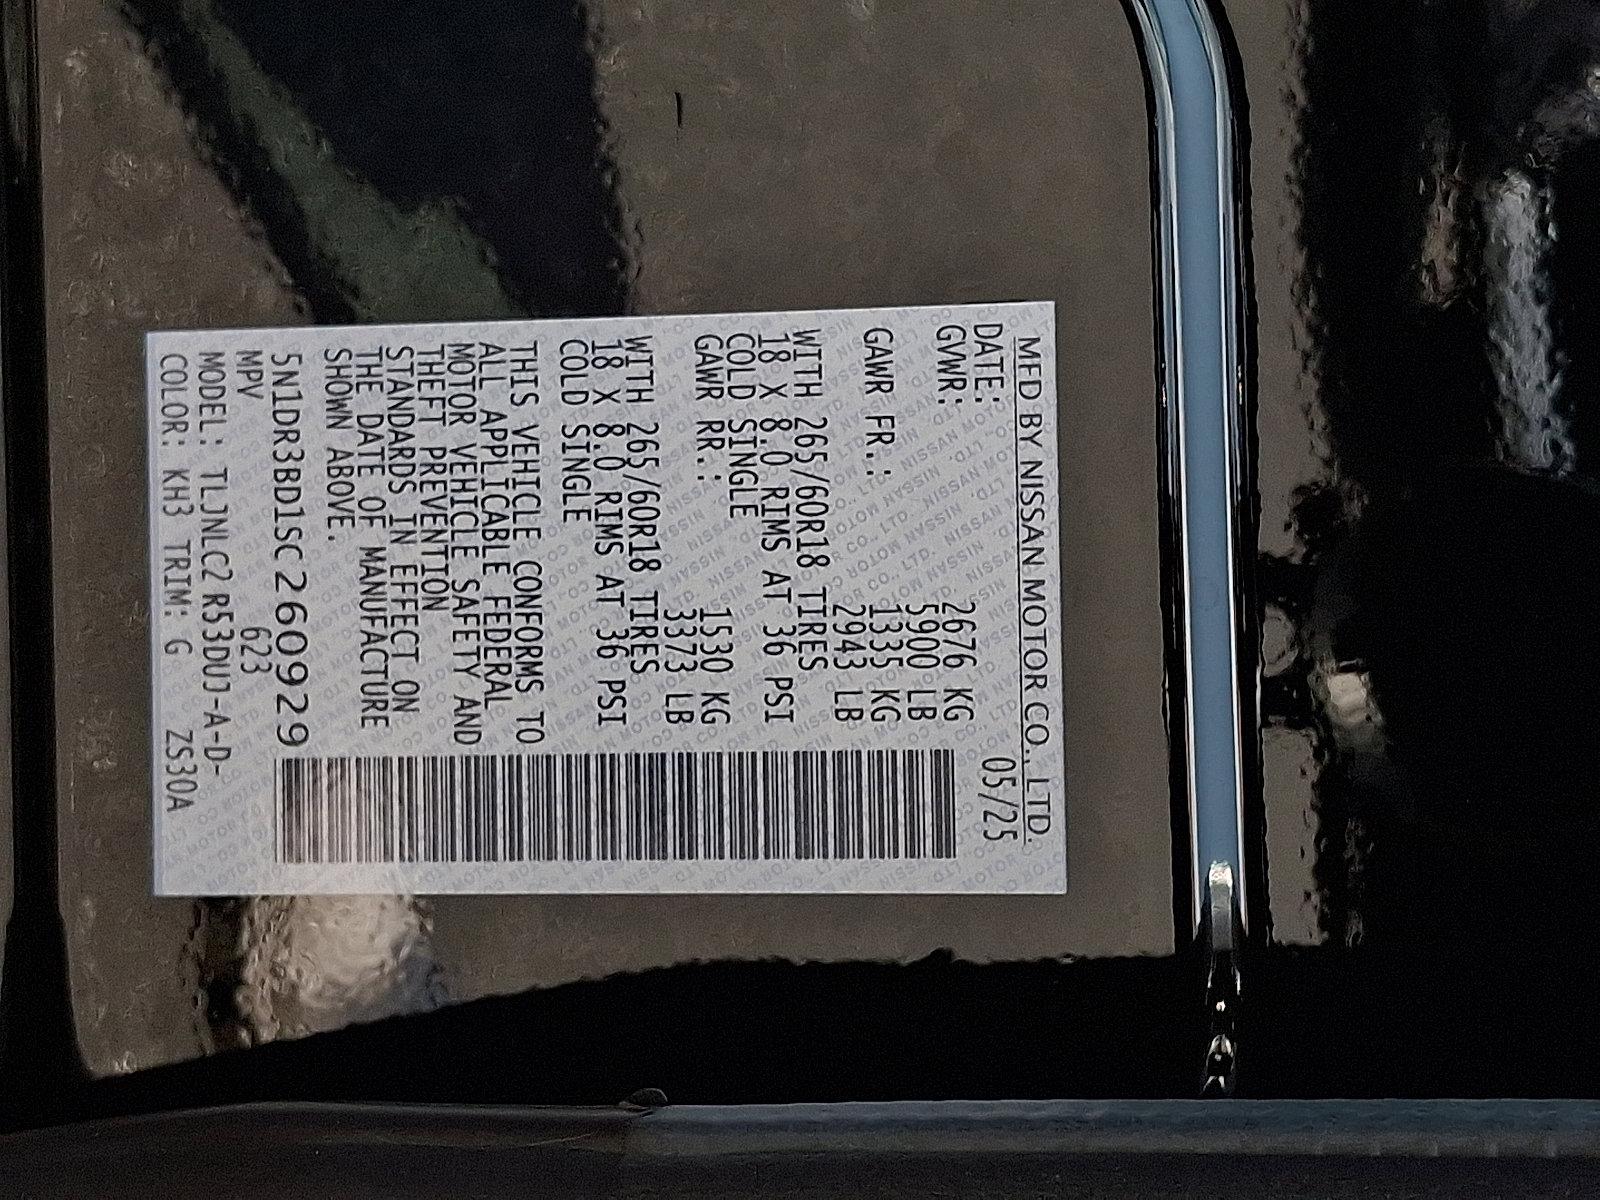 MFD BY NISSAN MOTOR CO., LTD.
DATE: 05/25
GVWR: 2676 KG
5900 LB
GAWR FR.: 1335 KG
2943 LB
WITH 265/60R18 TIRES
18 X 8.0 RIMS AT 36 PSI
COLD SINGLE
GAWR RR.: 1530 KG
3373 LB
WITH 265/60R18 TIRES
18 X 8.0 RIMS AT 36 PSI
COLD SINGLE
THIS VEHICLE CONFORMS TO
ALL APPLICABLE FEDERAL
MOTOR VEHICLE SAFETY AND
THEFT PREVENTION
STANDARDS IN EFFECT ON
THE DATE OF MANUFACTURE
SHOWN ABOVE.
5N1DR3BD1SC260929
MPV 623
MODEL: TLJNLC2 R53DUJ-A-D-
COLOR: KH3 TRIM: G ZS30A